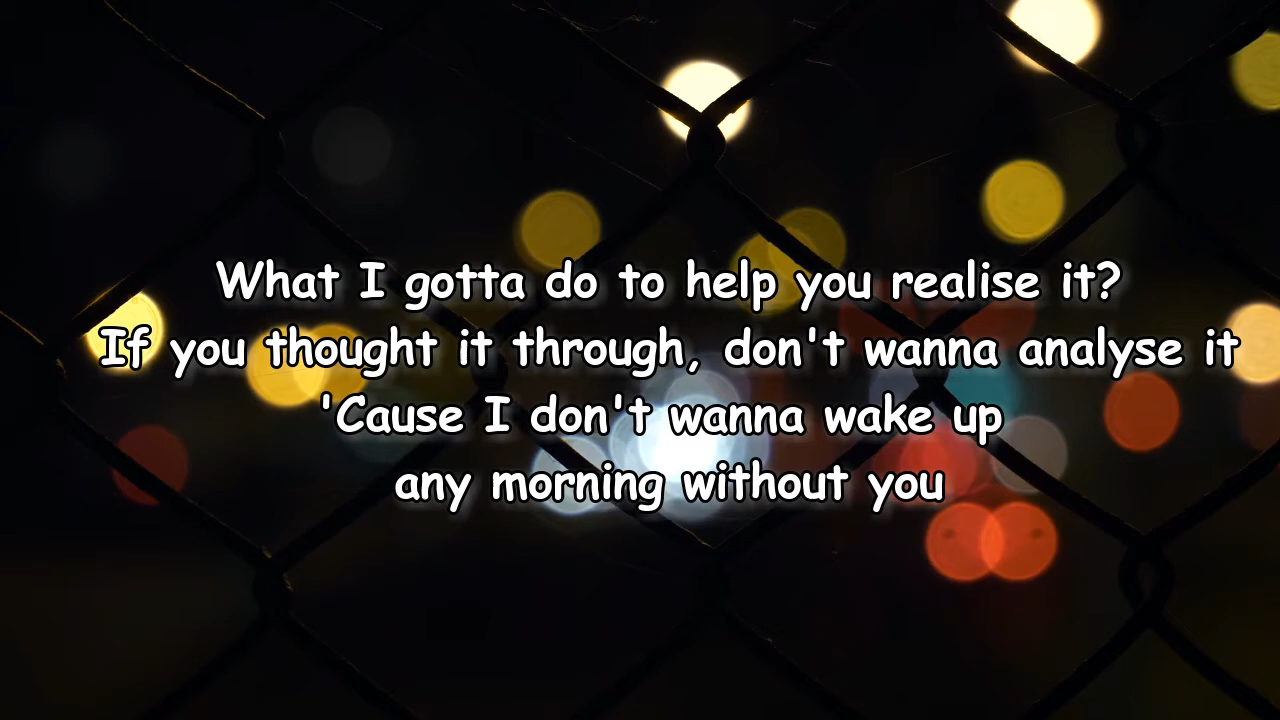 What I gotta do to help you realise it?
If you thought it through, don't wanna analyse it
'Cause I don't wanna wake up
any morning without you